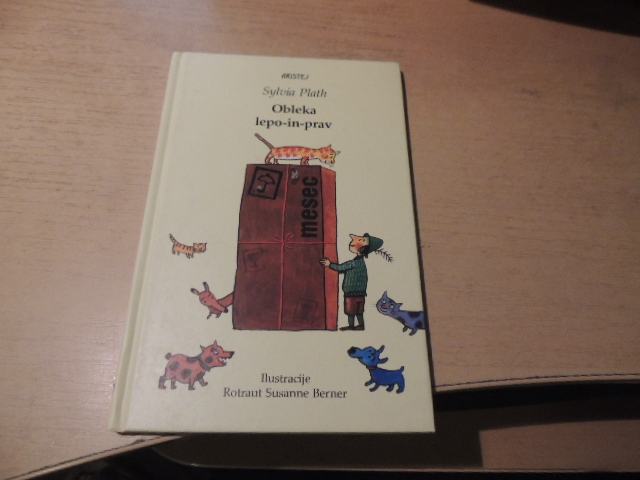 ARISTEJ
Sylvia Plath
Obleka
lepo-in-prav
mesec
Ilustracije
Rotraut Susanne Berner